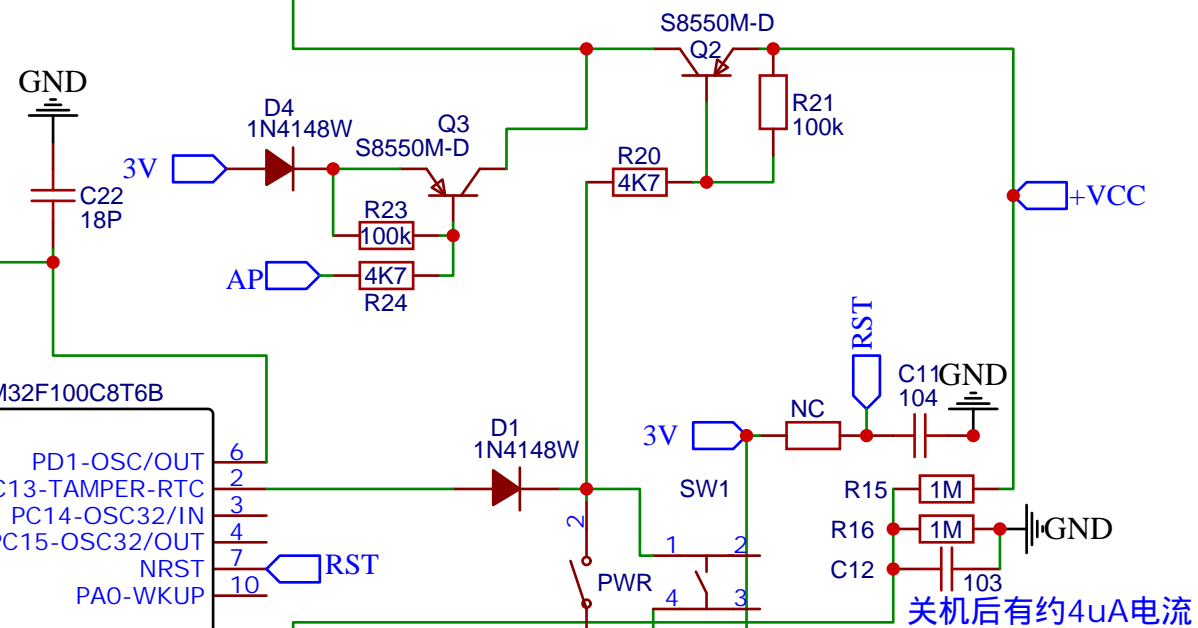 S8550M-D
Q2
GND
D4
1N4148W
Q3
S8550M-D
R21
100k
3V
R20
4K7
C22
18P
R23
100k
+VCC
AP
4K7
R24
RST
M32F100C8T6B
C11
GND
104
NC
D1
1N4148W
3V
PD1-OSC/OUT 6
C13-TAMPER-RTC 2
PC14-OSC32/IN 3
PC15-OSC32/OUT 4
NRST 7
RST
PA0-WKUP 10
2
PWR
SW1
1 2
4 3
R15
1M
R16
1M
GND
C12
103
关机后有约4uA电流